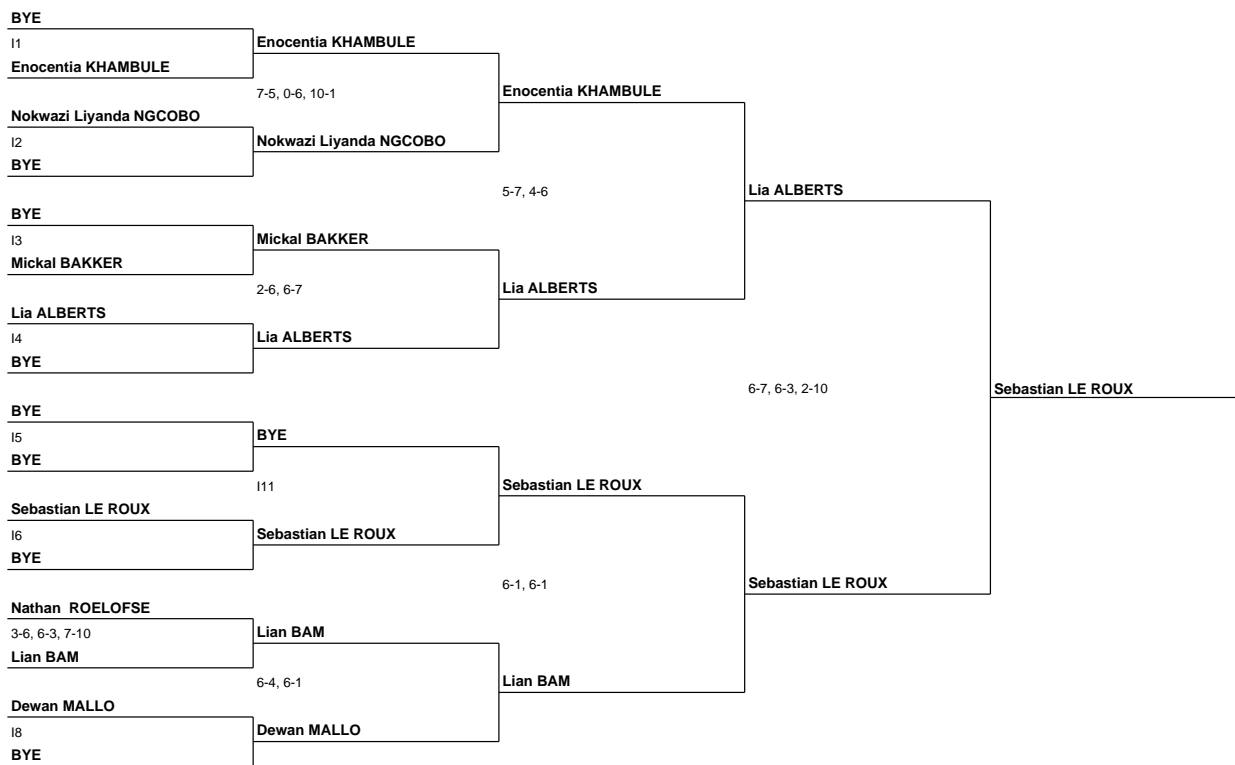 BYE
I1
Enocentia KHAMBULE
Enocentia KHAMBULE
7-5, 0-6, 10-1
Enocentia KHAMBULE
Nokwazi Liyanda NGCOBO
I2
BYE
Nokwazi Liyanda NGCOBO
5-7, 4-6
Lia ALBERTS
BYE
I3
Mickal BAKKER
Mickal BAKKER
2-6, 6-7
Lia ALBERTS
Lia ALBERTS
I4
BYE
Lia ALBERTS
6-7, 6-3, 2-10
Sebastian LE ROUX
BYE
I5
BYE
BYE
I11
Sebastian LE ROUX
Sebastian LE ROUX
I6
BYE
Sebastian LE ROUX
6-1, 6-1
Sebastian LE ROUX
Nathan  ROELOFSE
3-6, 6-3, 7-10
Lian BAM
Lian BAM
6-4, 6-1
Lian BAM
Dewan MALLO
I8
BYE
Dewan MALLO